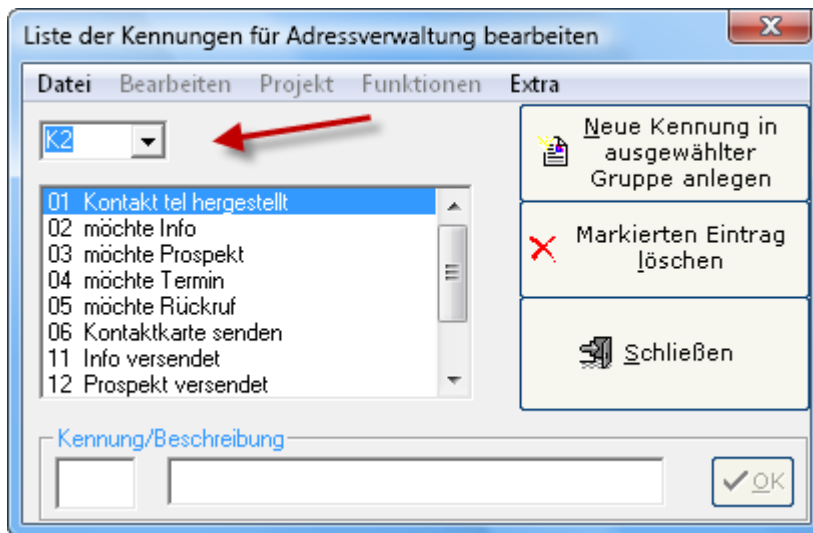 Liste der Kennungen für Adressverwaltung bearbeiten
Datei Bearbeiten Projekt Funktionen Extra
K2
01 Kontakt tel hergestellt
02 möchte Info
03 möchte Prospekt
04 möchte Termin
05 möchte Rückruf
06 Kontaktkarte senden
11 Info versendet
12 Prospekt versendet
Neue Kennung in
ausgewählter
Gruppe anlegen
Markierten Eintrag
löschen
Schließen
Kennung/Beschreibung
OK